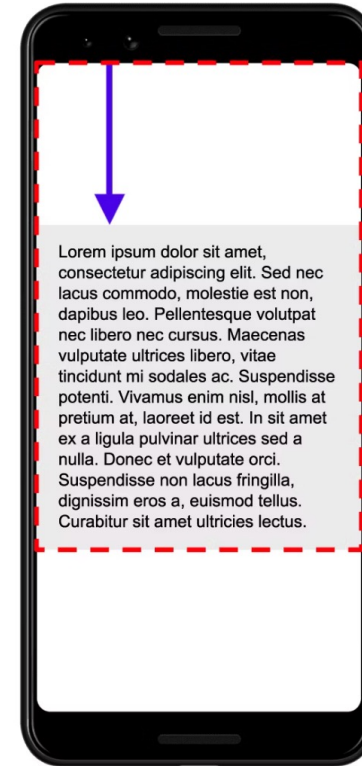 Lorem ipsum dolor sit amet,
consectetur adipiscing elit. Sed nec
lacus commodo, molestie est non,
dapibus leo. Pellentesque volutpat
nec libero nec cursus. Maecenas
vulputate ultrices libero, vitae
tincidunt mi sodales ac. Suspendisse
potenti. Vivamus enim nisl, mollis at
pretium at, laoreet id est. In sit amet
ex a ligula pulvinar ultrices sed a
nulla. Donec et vulputate orci.
Suspendisse non lacus fringilla,
dignissim eros a, euismod tellus.
Curabitur sit amet ultricies lectus.